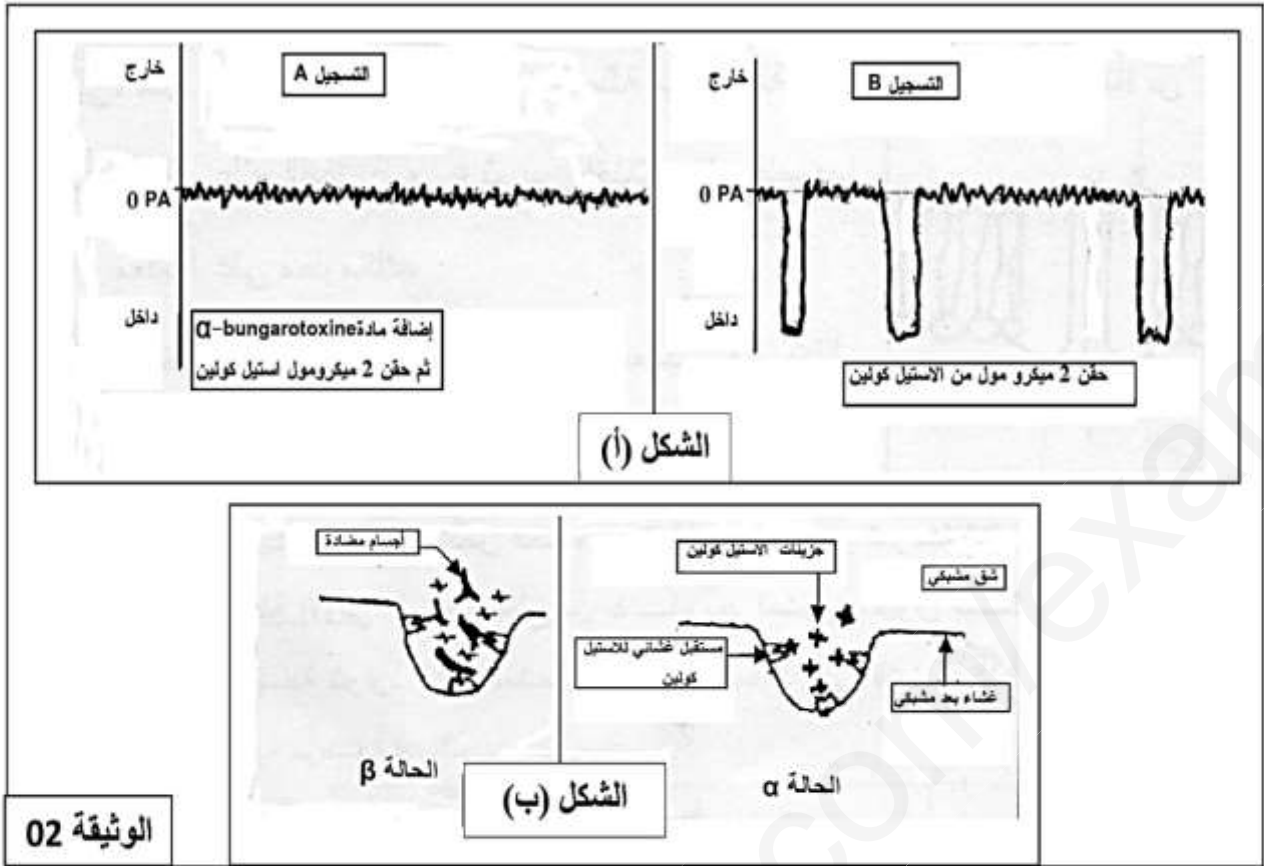 التسجيل B
خارج
0 PA
داخل
حقن 2 ميكرو مول من الاستيل كولين
التسجيل A
خارج
0 PA
داخل
إضافة مادة α-bungarotoxine
ثم حقن 2 ميكرومول استيل كولين
الشكل (أ)
شق مشبكي
جزيئات الاستيل كولين
مستقبل غشائي للاستيل
كولين
غشاء بعد مشبكي
الحالة α
أجسام مضادة
الحالة β
الشكل (ب)
الوثيقة 02
com/exam